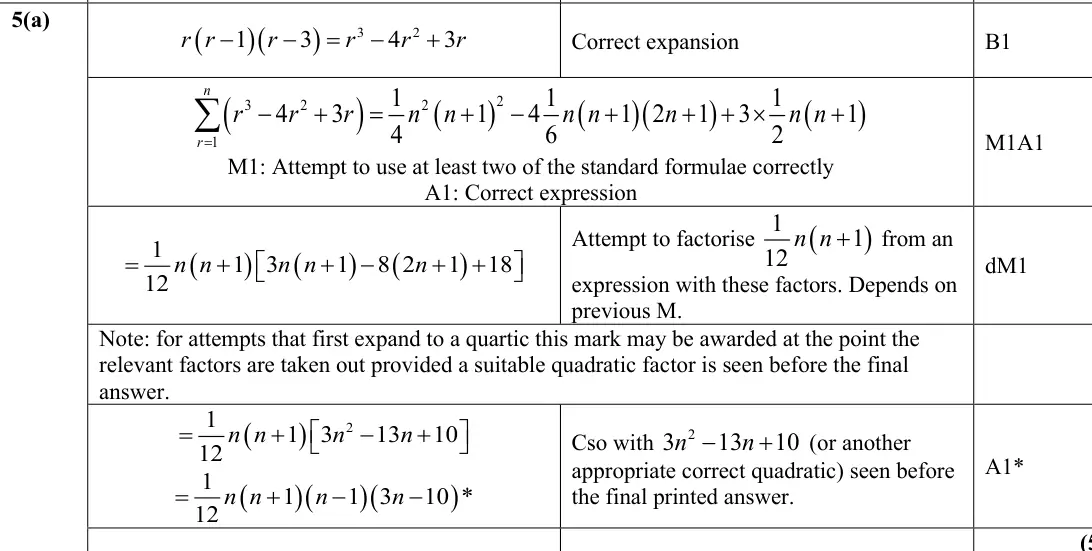 5(a)
r(r−1)(r−3) = r³ − 4r² + 3r
Correct expansion
B1
∑_{r=1}^{n} (r³ − 4r² + 3r) = 1/4 n²(n+1)² − 4 1/6 n(n+1)(2n+1) + 3 × 1/2 n(n+1)
M1: Attempt to use at least two of the standard formulae correctly
A1: Correct expression
M1A1
= 1/12 n(n+1)[3n(n+1) − 8(2n+1) + 18]
Attempt to factorise 1/12 n(n+1) from an
expression with these factors. Depends on
previous M.
dM1
Note: for attempts that first expand to a quartic this mark may be awarded at the point the
relevant factors are taken out provided a suitable quadratic factor is seen before the final
answer.
= 1/12 n(n+1)[3n² − 13n + 10]
= 1/12 n(n+1)(n−1)(3n−10) *
Cso with 3n² − 13n + 10 (or another
appropriate correct quadratic) seen before
the final printed answer.
A1*
(5